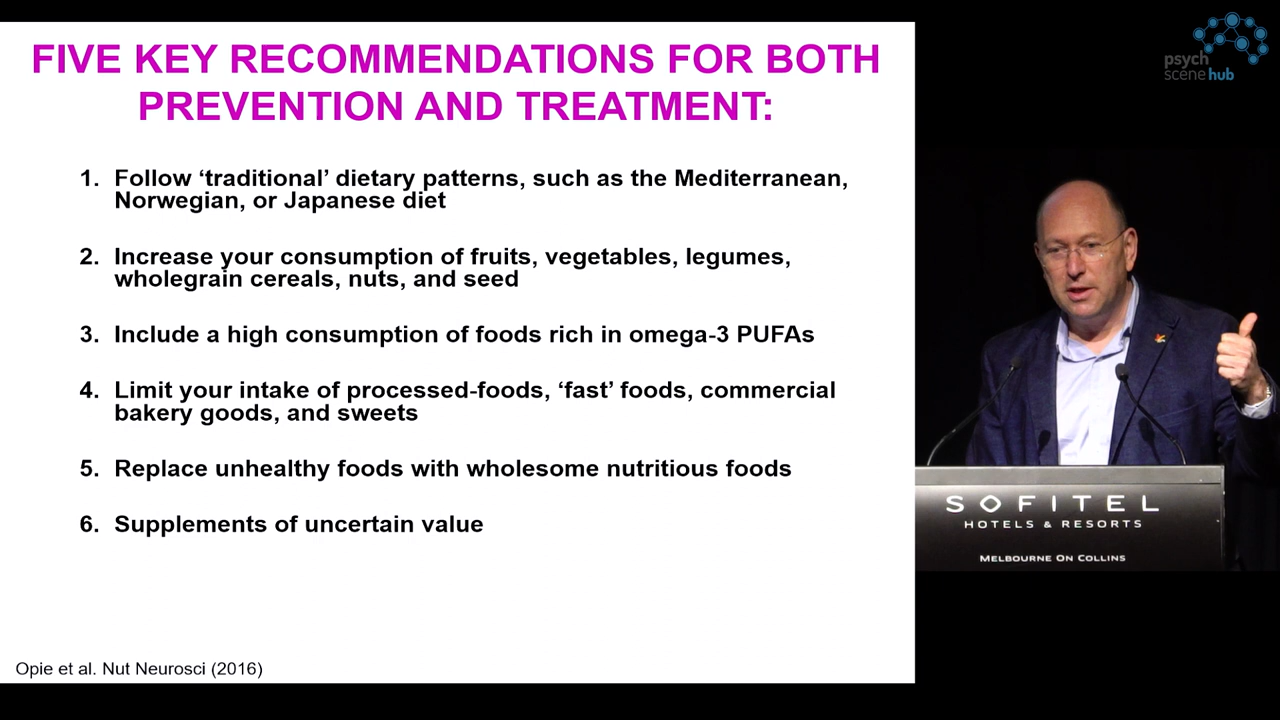 FIVE KEY RECOMMENDATIONS FOR BOTH
PREVENTION AND TREATMENT:
1. Follow ‘traditional’ dietary patterns, such as the Mediterranean,
Norwegian, or Japanese diet
2. Increase your consumption of fruits, vegetables, legumes,
wholegrain cereals, nuts, and seed
3. Include a high consumption of foods rich in omega-3 PUFAs
4. Limit your intake of processed-foods, ‘fast’ foods, commercial
bakery goods, and sweets
5. Replace unhealthy foods with wholesome nutritious foods
6. Supplements of uncertain value
Opie et al. Nut Neurosci (2016)
psych
scene hub
SOFITEL
HOTELS & RESORTS
MELBOURNE ON COLLINS